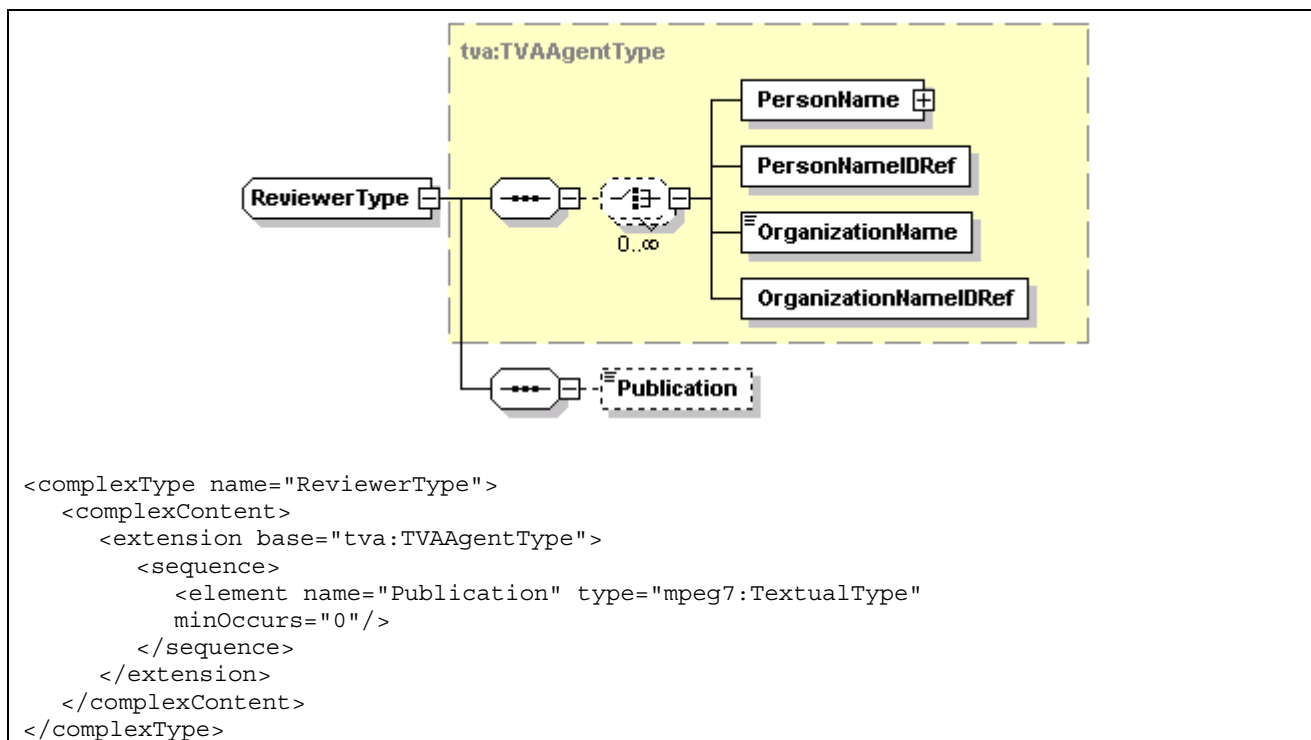 tva:TVAAgentType
PersonName
PersonNameIDRef
ReviewerType
OrganizationName
0..∞
OrganizationNameIDRef
Publication
<complexType name="ReviewerType">
<complexContent>
<extension base="tva:TVAAgentType">
<sequence>
<element name="Publication" type="mpeg7:TextualType"
minOccurs="0"/>
</sequence>
</extension>
</complexContent>
</complexType>